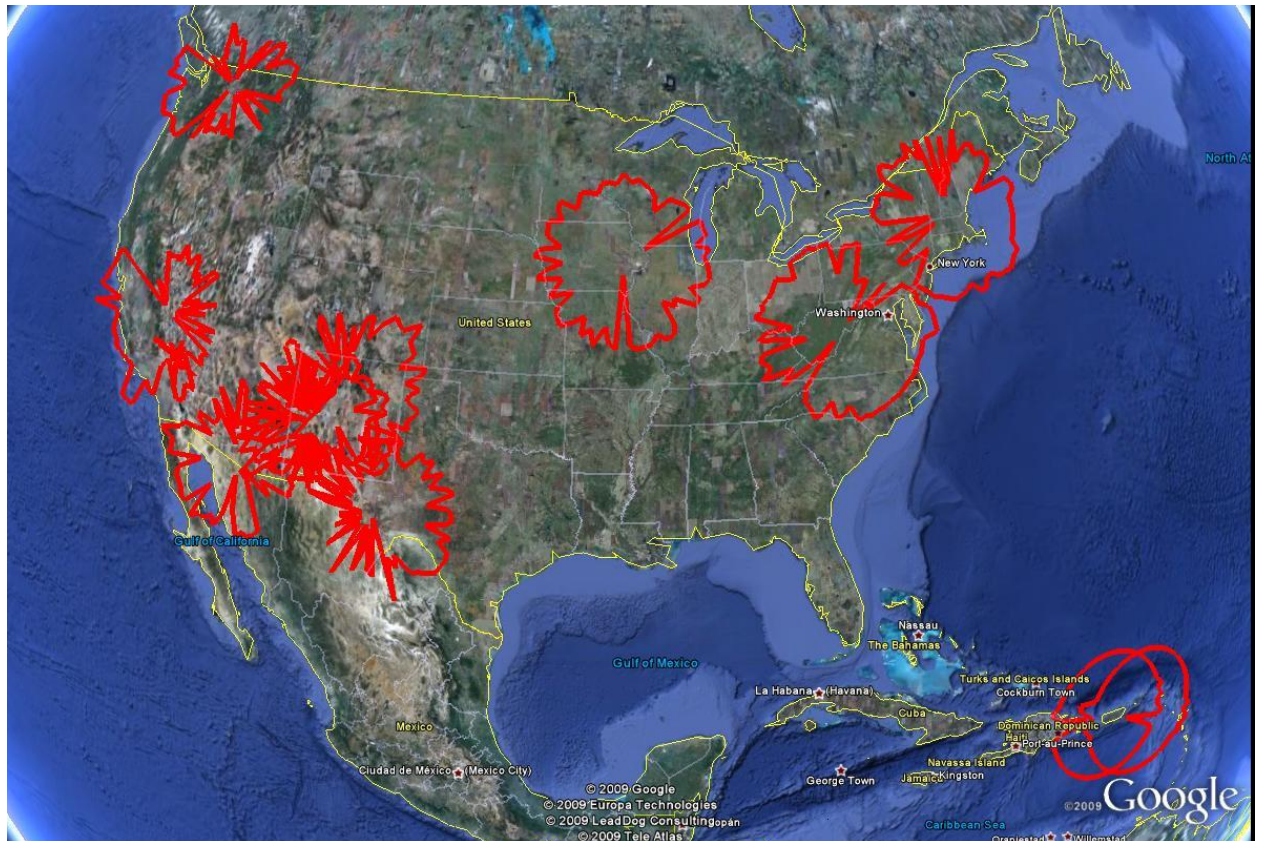 North At
New York
Washington
United States
Gulf of California
Nassau
The Bahamas
Gulf of Mexico
Turks and Caicos Islands
Cockburn Town
La Habana (Havana)
Cuba
Mexico
Dominican Republic
Haiti
Port-au-Prince
Ciudad de México (Mexico City)
Navassa Island
George Town
Jamaica
Kingston
© 2009 Google
© 2009 Europa Technologies
© 2009 LeadDog Consulting
opán
© 2009 Tele Atlas
©2009 Google
Caribbean Sea
Oranjestad
Willemstad